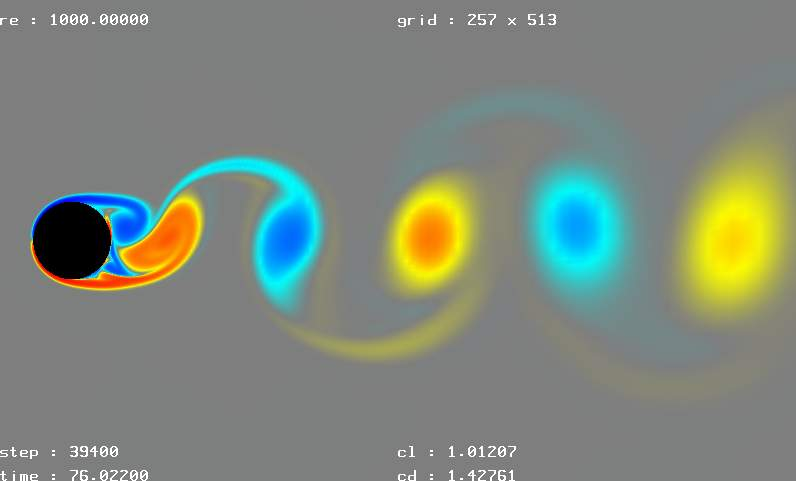 re : 1000.00000
grid : 257 x 513
step : 39400
cl : 1.01207
time : 76.02200
cd : 1.42761